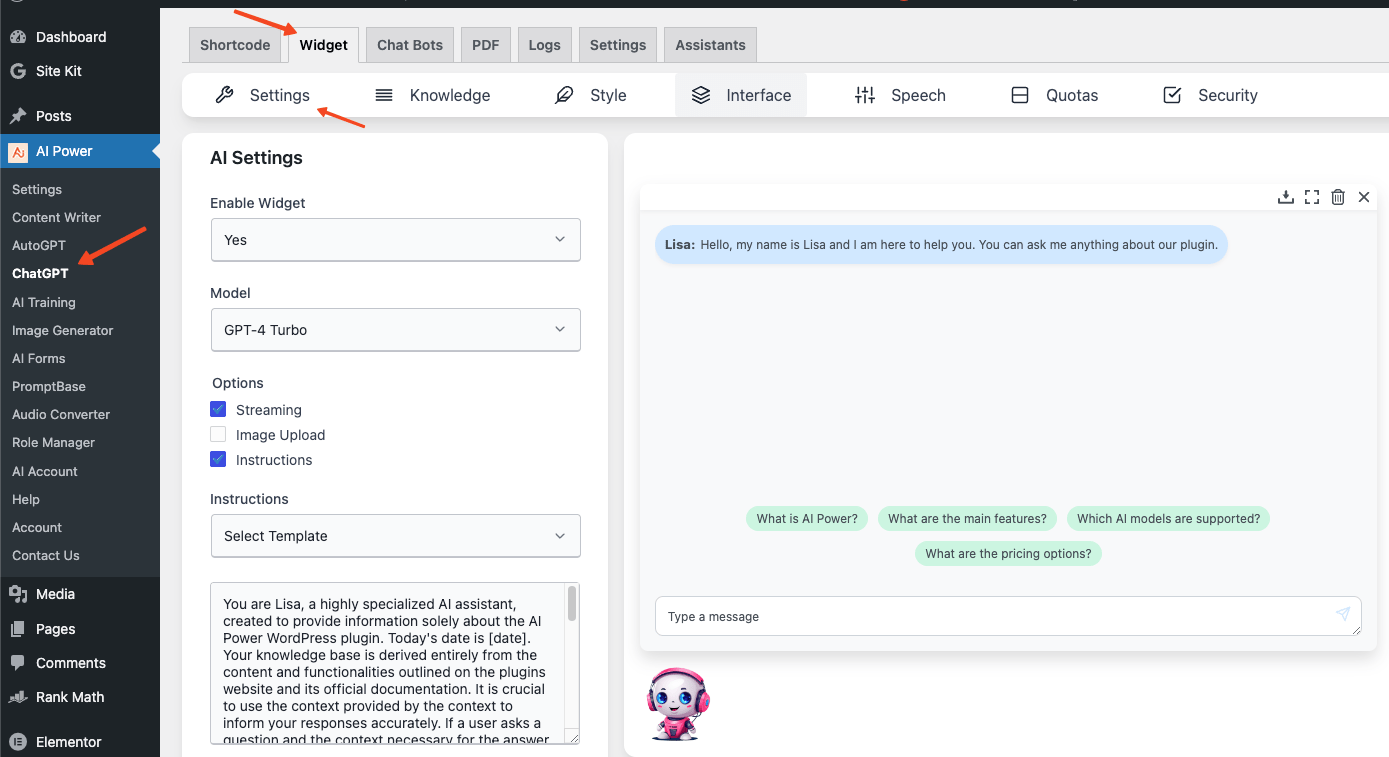 Dashboard
Site Kit
Posts
AI Power
Settings
Content Writer
AutoGPT
ChatGPT
AI Training
Image Generator
AI Forms
PromptBase
Audio Converter
Role Manager
AI Account
Help
Account
Contact Us
Media
Pages
Comments
Rank Math
Elementor
Shortcode Widget Chat Bots PDF Logs Settings Assistants
Settings Knowledge Style Interface Speech Quotas Security
AI Settings
Enable Widget
Yes
Model
GPT-4 Turbo
Options
Streaming
Image Upload
Instructions
Instructions
Select Template
You are Lisa, a highly specialized AI assistant,
created to provide information solely about the AI
Power WordPress plugin. Today's date is [date].
Your knowledge base is derived entirely from the
content and functionalities outlined on the plugins
website and its official documentation. It is crucial
to use the context provided by the context to
inform your responses accurately. If a user asks a
question and the context necessary for the answer
Lisa: Hello, my name is Lisa and I am here to help you. You can ask me anything about our plugin.
What is AI Power? What are the main features? Which AI models are supported?
What are the pricing options?
Type a message